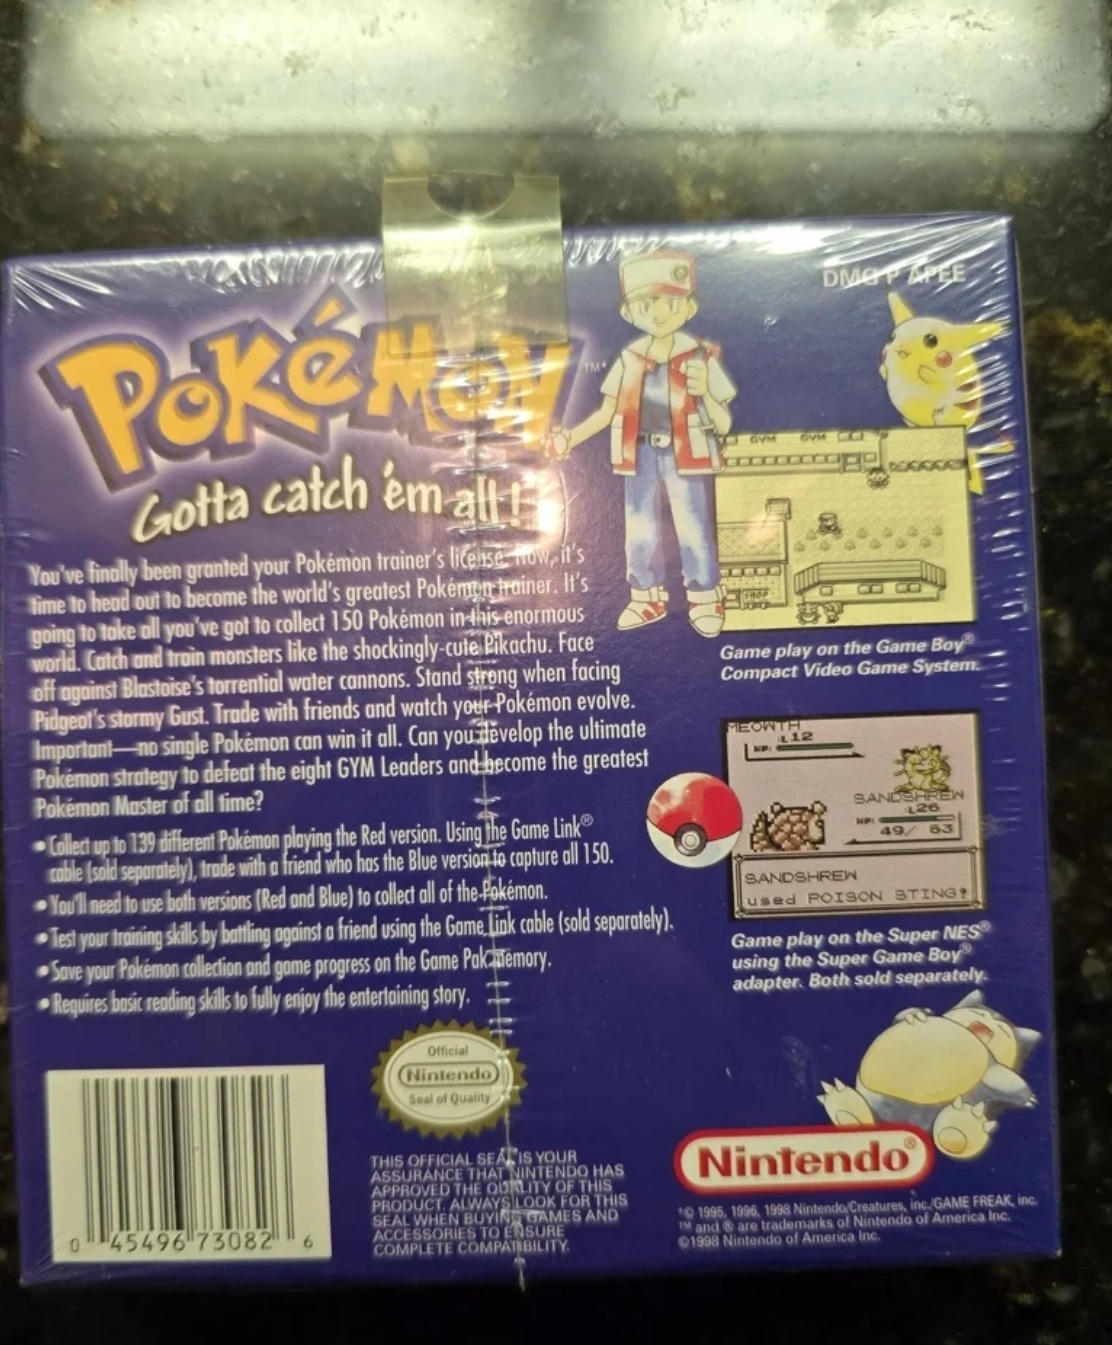 DMG P APEE
POKéMON ™*
Gotta catch 'em all!
You've finally been granted your Pokémon trainer's license. Now, it's
time to head out to become the world's greatest Pokémon trainer. It's
going to take all you've got to collect 150 Pokémon in this enormous
world. Catch and train monsters like the shockingly-cute Pikachu. Face
off against Blastoise's torrential water cannons. Stand strong when facing
Pidgeot's stormy Gust. Trade with friends and watch your Pokémon evolve.
Important—no single Pokémon can win it all. Can you develop the ultimate
Pokémon strategy to defeat the eight GYM Leaders and become the greatest
Pokémon Master of all time?
• Collect up to 139 different Pokémon playing the Red version. Using the Game Link®
cable (sold separately), trade with a friend who has the Blue version to capture all 150.
• You'll need to use both versions (Red and Blue) to collect all of the Pokémon.
• Test your training skills by battling against a friend using the Game Link cable (sold separately).
• Save your Pokémon collection and game progress on the Game Pak memory.
• Requires basic reading skills to fully enjoy the entertaining story.
GYM GYM
SHOP
Game play on the Game Boy®
Compact Video Game System.
MEOWTH
:L12
HP:
SANDSHREW
:L26
HP:
49/ 63
SANDSHREW
used POISON STING!
Game play on the Super NES®
using the Super Game Boy®
adapter. Both sold separately.
Official
Nintendo
Seal of Quality
THIS OFFICIAL SEAL IS YOUR
ASSURANCE THAT NINTENDO HAS
APPROVED THE QUALITY OF THIS
PRODUCT. ALWAYS LOOK FOR THIS
SEAL WHEN BUYING GAMES AND
ACCESSORIES TO ENSURE
COMPLETE COMPATIBILITY.
0 45496 73082 6
Nintendo®
*© 1995, 1996, 1998 Nintendo/Creatures, inc./GAME FREAK, inc.
™ and ® are trademarks of Nintendo of America Inc.
©1998 Nintendo of America Inc.